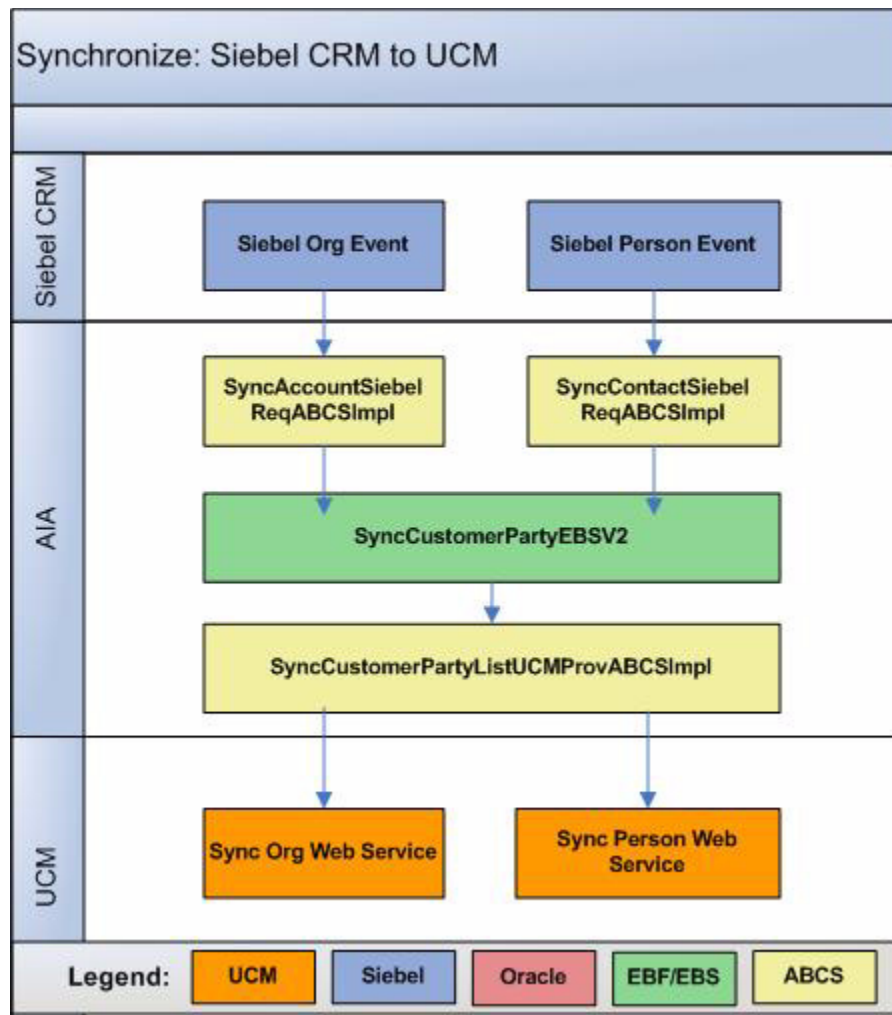 Synchronize: Siebel CRM to UCM
Siebel CRM
Siebel Org Event
Siebel Person Event
AIA
SyncAccountSiebel
ReqABCSImpl
SyncContactSiebel
ReqABCSImpl
SyncCustomerPartyEBSV2
SyncCustomerPartyListUCMProvABCSImpl
UCM
Sync Org Web Service
Sync Person Web
Service
Legend:
UCM
Siebel
Oracle
EBF/EBS
ABCS